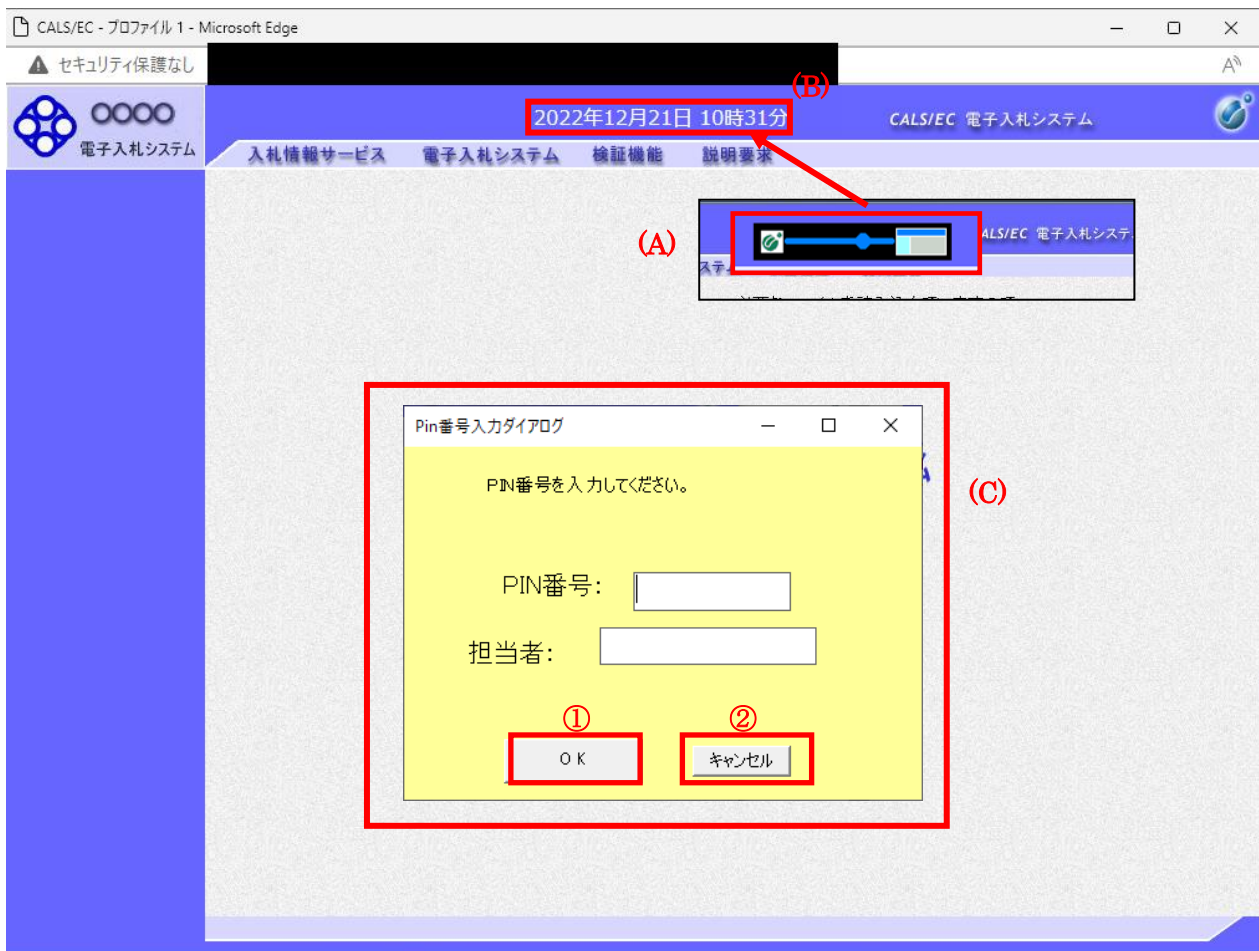 CALS/EC - プロファイル 1 - Microsoft Edge
セキュリティ保護なし
(B)
OOOO
電子入札システム
2022年12月21日 10時31分
CALS/EC 電子入札システム
入札情報サービス 電子入札システム 検証機能 説明要求
(A)
ALS/EC 電子入札システ
ステ
Pin番号入力ダイアログ
PIN番号を入力してください。
(C)
PIN番号:
担当者:
① ②
OK キャンセル